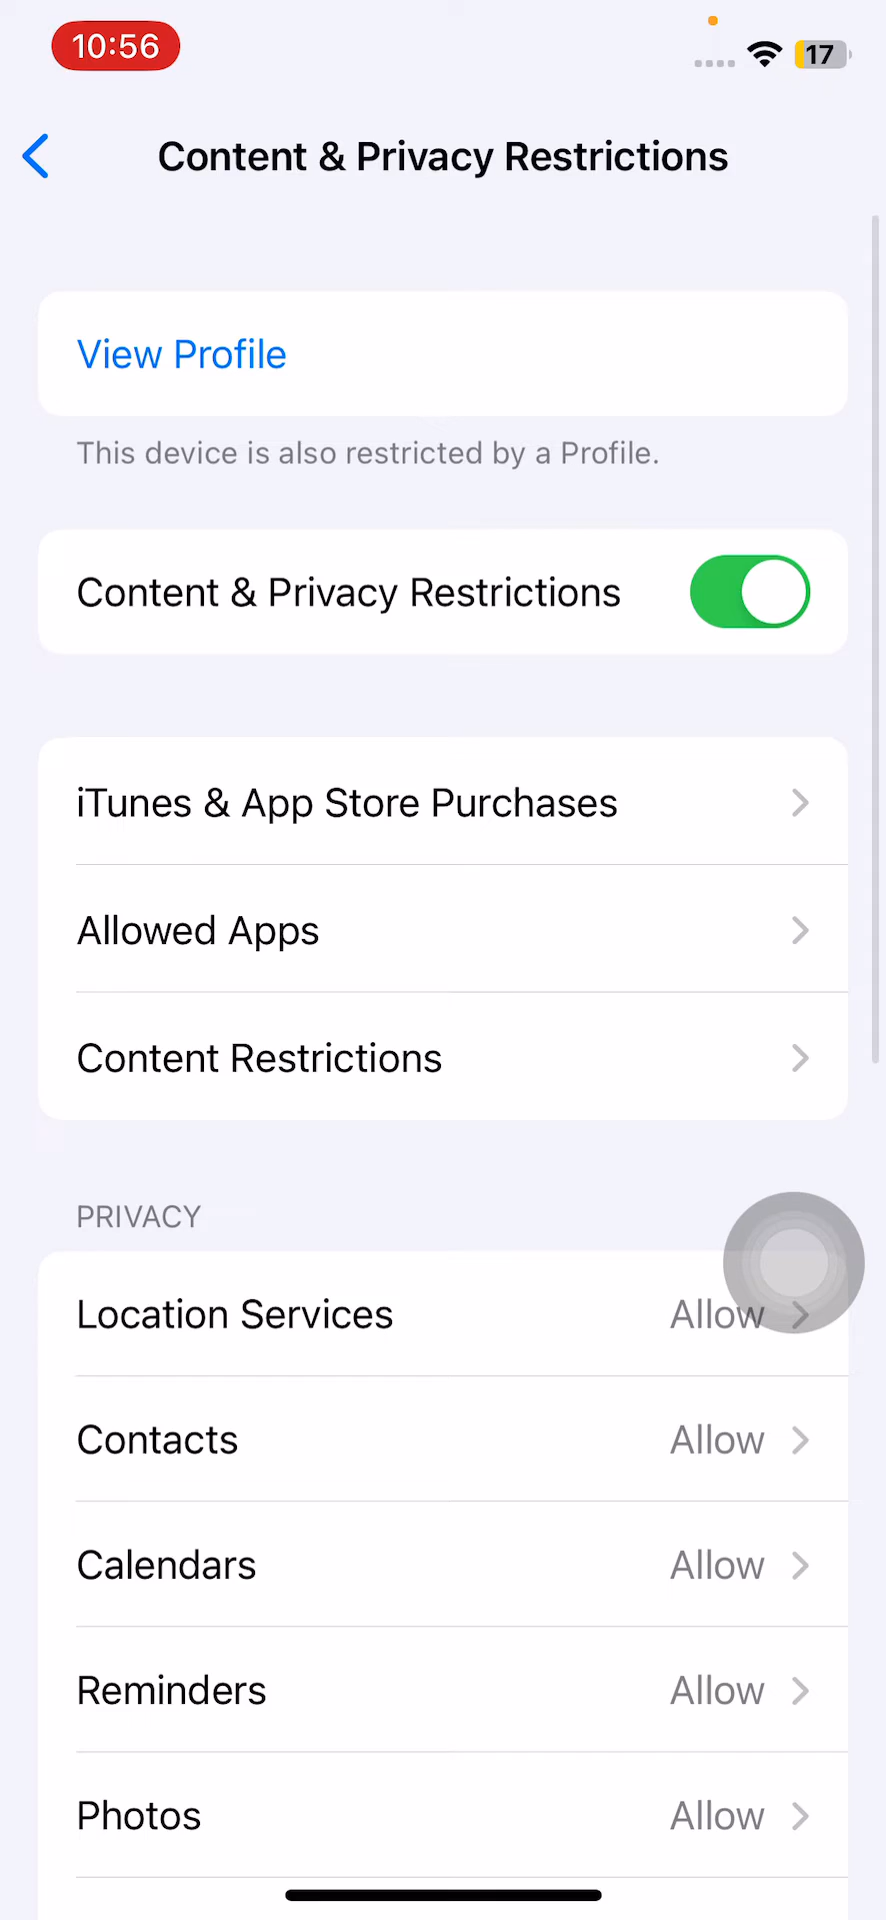 10:56
17
Content & Privacy Restrictions
View Profile
This device is also restricted by a Profile.
Content & Privacy Restrictions
iTunes & App Store Purchases
Allowed Apps
Content Restrictions
PRIVACY
Location Services Allow
Contacts Allow
Calendars Allow
Reminders Allow
Photos Allow